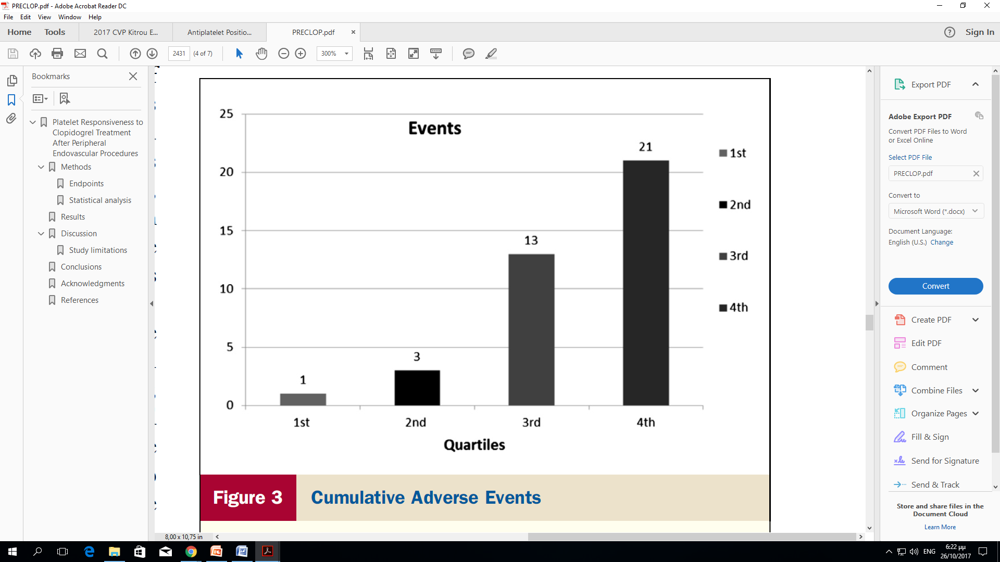 PRECLOP.pdf - Adobe Acrobat Reader DC
File Edit View Window Help
Home Tools 2017 CVP Kitrou E... Antiplatelet Positio... PRECLOP.pdf Sign In
2431 (4 of 7) 300%
Bookmarks
Platelet Responsiveness to
Clopidogrel Treatment
After Peripheral
Endovascular Procedures
Methods
Endpoints
Statistical analysis
Results
Discussion
Study limitations
Conclusions
Acknowledgments
References
Events
25
20
15
10
5
0
1
3
13
21
1st 2nd 3rd 4th
Quartiles
1st
2nd
3rd
4th
Figure 3 Cumulative Adverse Events
8,00 x 10,75 in
Export PDF
Adobe Export PDF
Convert PDF Files to Word
or Excel Online
Select PDF File
PRECLOP.pdf
Convert to
Microsoft Word (*.docx)
Document Language:
English (U.S.) Change
Convert
Create PDF
Edit PDF
Comment
Combine Files
Organize Pages
Fill & Sign
Send for Signature
Send & Track
Store and share files in the
Document Cloud
Learn More
ENG
6:22 μμ
26/10/2017